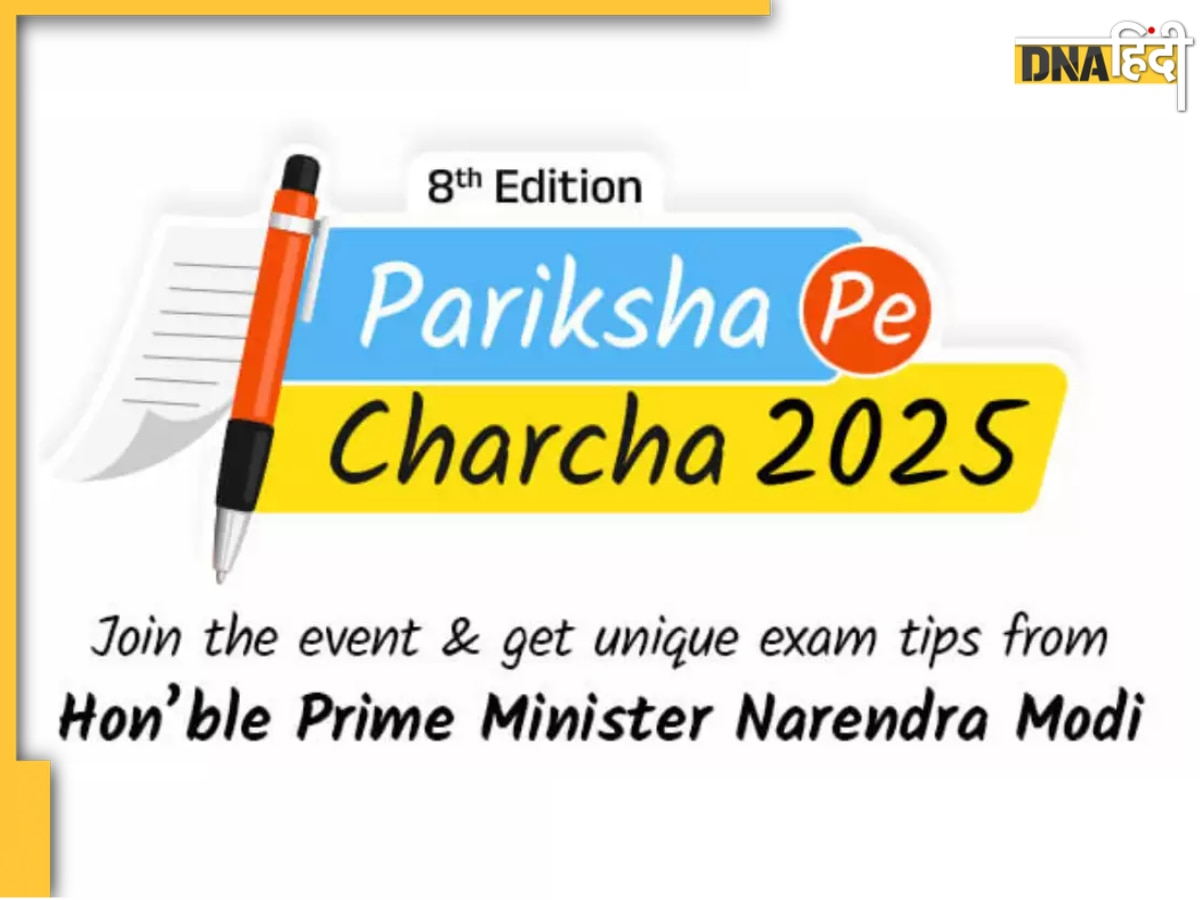 DNA हिंदी
8th Edition
Pariksha Pe
Charcha 2025
Join the event & get unique exam tips from
Hon'ble Prime Minister Narendra Modi